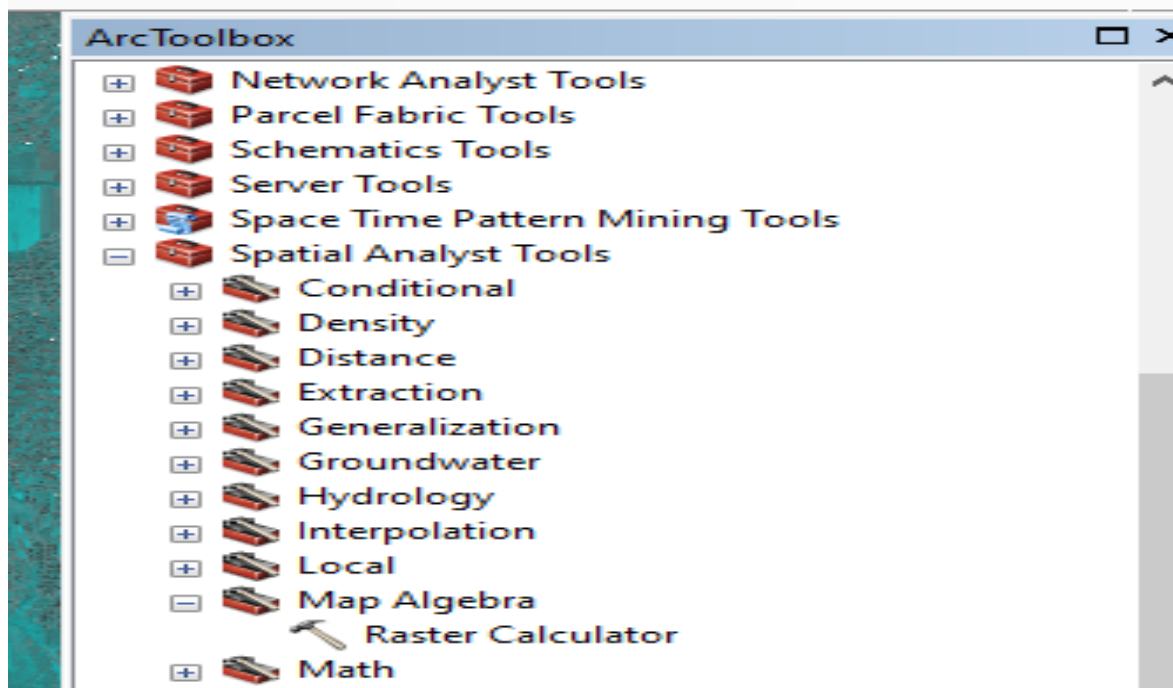 ArcToolbox
Network Analyst Tools
Parcel Fabric Tools
Schematics Tools
Server Tools
Space Time Pattern Mining Tools
Spatial Analyst Tools
Conditional
Density
Distance
Extraction
Generalization
Groundwater
Hydrology
Interpolation
Local
Map Algebra
Raster Calculator
Math